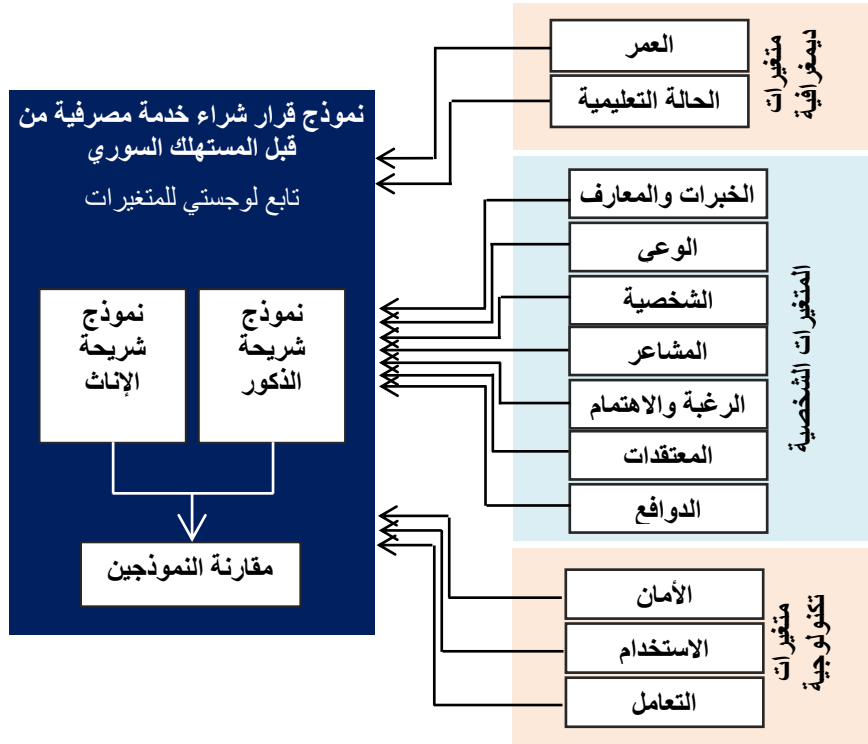 متغيرات
ديمغرافية
العمر
الحالة التعليمية
المتغيرات الشخصية
الخبرات والمعارف
الوعي
الشخصية
المشاعر
الرغبة والاهتمام
المعتقدات
الدوافع
متغيرات
تكنولوجية
الأمان
الاستخدام
التعامل
نموذج قرار شراء خدمة مصرفية من
قبل المستهلك السوري
تابع لوجستي للمتغيرات
نموذج
شريحة
الذكور
نموذج
شريحة
الإناث
مقارنة النموذجين